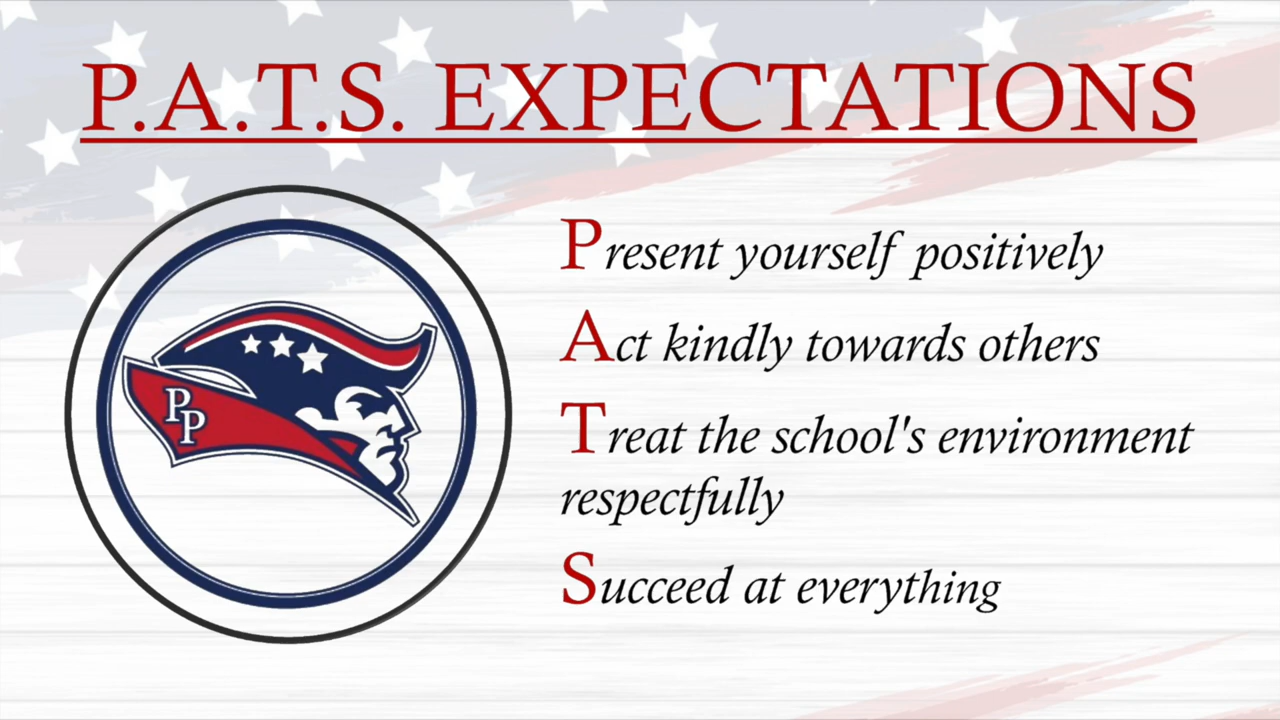 P.A.T.S. EXPECTATIONS
PP
Present yourself positively
Act kindly towards others
Treat the school's environment
respectfully
Succeed at everything